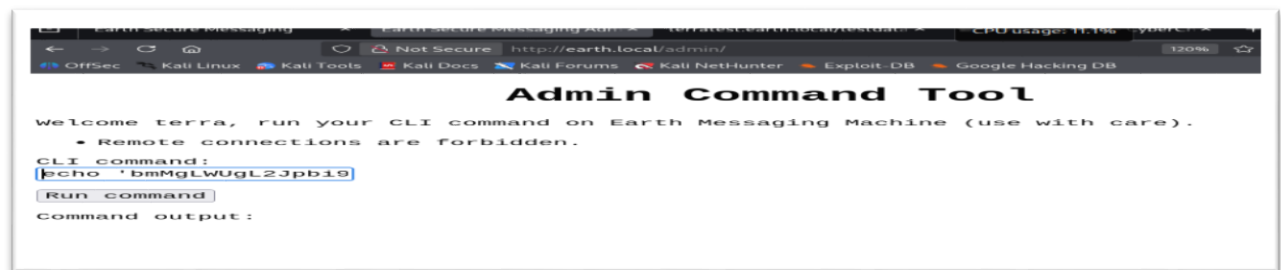 Earth Secure Messaging
Earth Secure Messaging Adm
terratest.earth.local/testdat
CPU usage: 11.1%
Not Secure http://earth.local/admin/ 120%
OffSec Kali Linux Kali Tools Kali Docs Kali Forums Kali NetHunter Exploit-DB Google Hacking DB
Admin Command Tool
Welcome terra, run your CLI command on Earth Messaging Machine (use with care).
• Remote connections are forbidden.
CLI command:
echo 'bmMgLWUgL2Jpbi9
Run command
Command output: